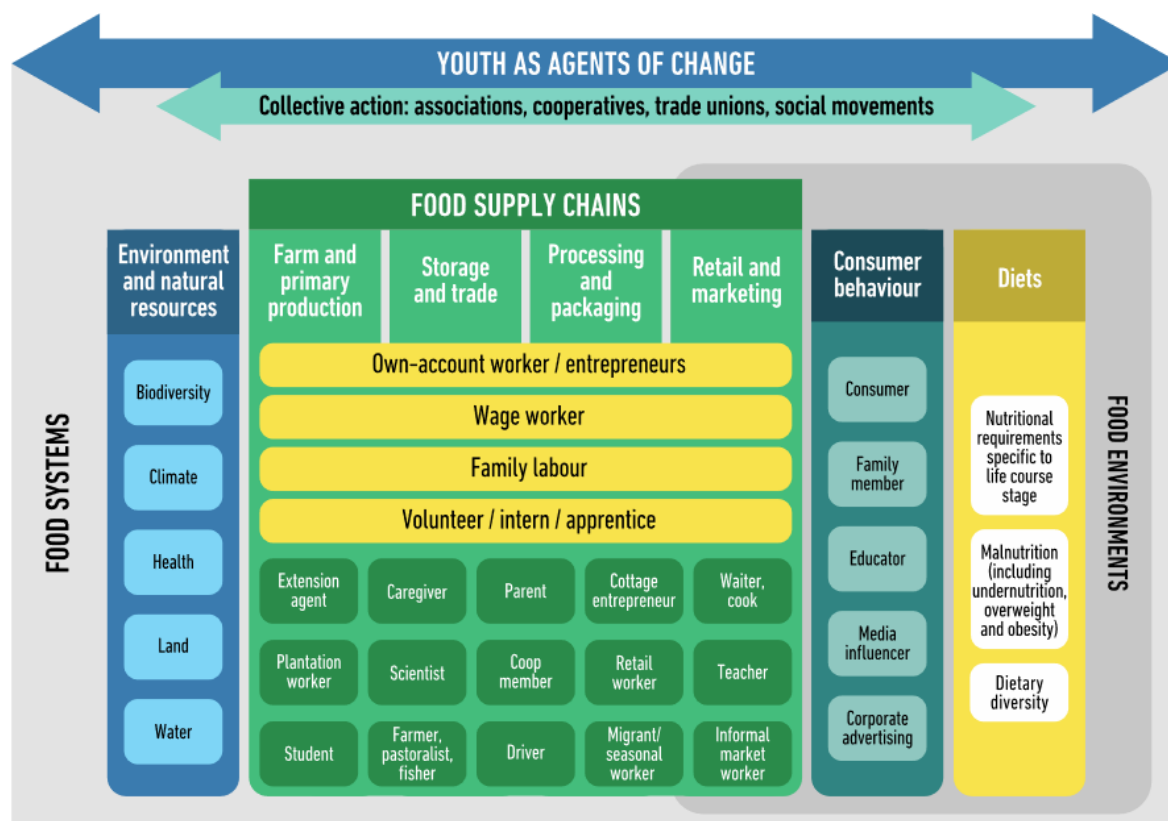 YOUTH AS AGENTS OF CHANGE
Collective action: associations, cooperatives, trade unions, social movements
FOOD SYSTEMS
Environment
and natural
resources
Biodiversity
Climate
Health
Land
Water
FOOD SUPPLY CHAINS
Farm and
primary
production
Storage
and trade
Processing
and
packaging
Retail and
marketing
Own-account worker / entrepreneurs
Wage worker
Family labour
Volunteer / intern / apprentice
Extension
agent
Caregiver
Parent
Cottage
entrepreneur
Waiter,
cook
Plantation
worker
Scientist
Coop
member
Retail
worker
Teacher
Student
Farmer,
pastoralist,
fisher
Driver
Migrant/
seasonal
worker
Informal
market
worker
Consumer
behaviour
Consumer
Family
member
Educator
Media
influencer
Corporate
advertising
Diets
Nutritional
requirements
specific to
life course
stage
Malnutrition
(including
undernutrition,
overweight
and obesity)
Dietary
diversity
FOOD ENVIRONMENTS